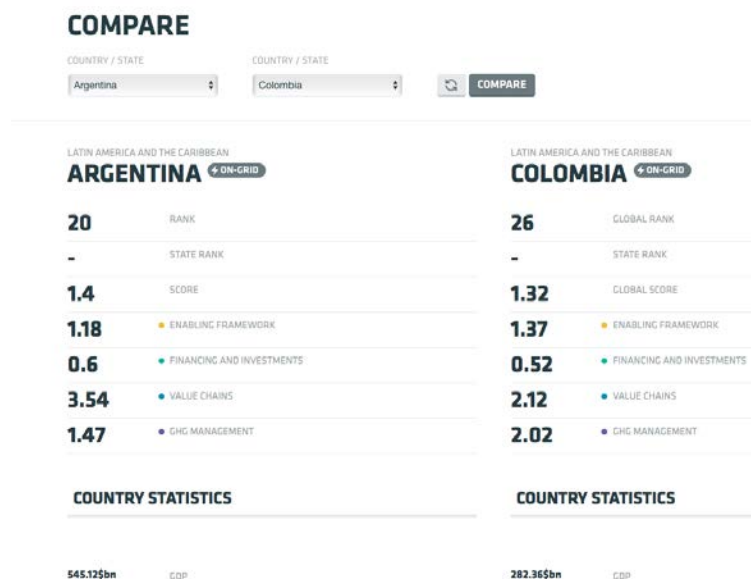 COMPARE
COUNTRY / STATE COUNTRY / STATE
Argentina Colombia COMPARE
LATIN AMERICA AND THE CARIBBEAN LATIN AMERICA AND THE CARIBBEAN
ARGENTINA ON-GRID COLOMBIA ON-GRID
20 RANK 26 GLOBAL RANK
- STATE RANK - STATE RANK
1.4 SCORE 1.32 GLOBAL SCORE
1.18 ENABLING FRAMEWORK 1.37 ENABLING FRAMEWORK
0.6 FINANCING AND INVESTMENTS 0.52 FINANCING AND INVESTMENTS
3.54 VALUE CHAINS 2.12 VALUE CHAINS
1.47 GHG MANAGEMENT 2.02 GHG MANAGEMENT
COUNTRY STATISTICS COUNTRY STATISTICS
545.12$bn GDP 282.36$bn GDP